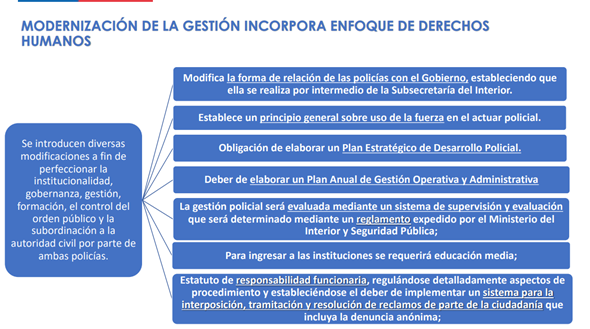 MODERNIZACIÓN DE LA GESTIÓN INCORPORA ENFOQUE DE DERECHOS
HUMANOS
Se introducen diversas
modificaciones a fin de
perfeccionar la
institucionalidad,
gobernanza, gestión,
formación, el control del
orden público y la
subordinación a la
autoridad civil por parte de
ambas policías.
Modifica la forma de relación de las policías con el Gobierno, estableciendo que
ella se realiza por intermedio de la Subsecretaría del Interior.
Establece un principio general sobre uso de la fuerza en el actuar policial.
Obligación de elaborar un Plan Estratégico de Desarrollo Policial.
Deber de elaborar un Plan Anual de Gestión Operativa y Administrativa
La gestión policial será evaluada mediante un sistema de supervisión y evaluación
que será determinado mediante un reglamento expedido por el Ministerio del
Interior y Seguridad Pública;
Para ingresar a las instituciones se requerirá educación media;
Estatuto de responsabilidad funcionaria, regulándose detalladamente aspectos de
procedimiento y estableciéndose el deber de implementar un sistema para la
interposición, tramitación y resolución de reclamos de parte de la ciudadanía que
incluya la denuncia anónima;